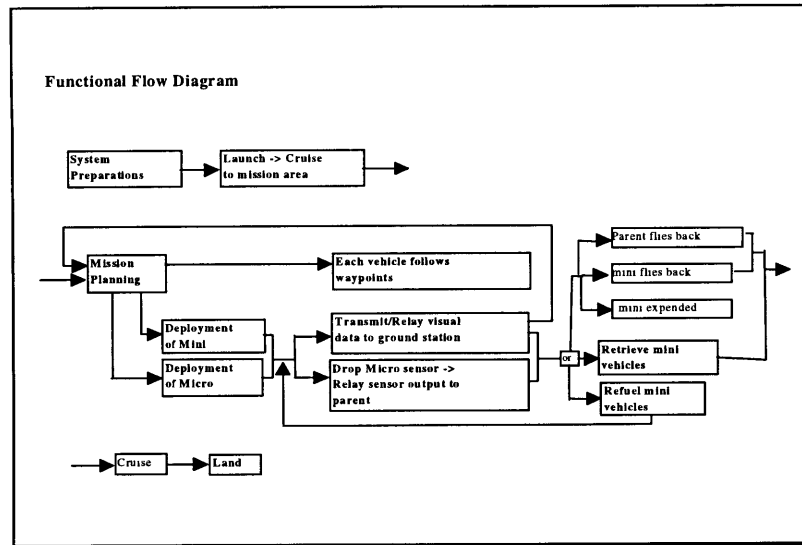 Functional Flow Diagram
System
Preparations
Launch -> Cruise
to mission area
Mission
Planning
Each vehicle follows
waypoints
Parent flies back
mini flies back
mini expended
Deployment
of Mini
Transmit/Relay visual
data to ground station
Deployment
of Micro
Drop Micro sensor ->
Relay sensor output to
parent
or
Retrieve mini
vehicles
Refuel mini
vehicles
Cruise
Land